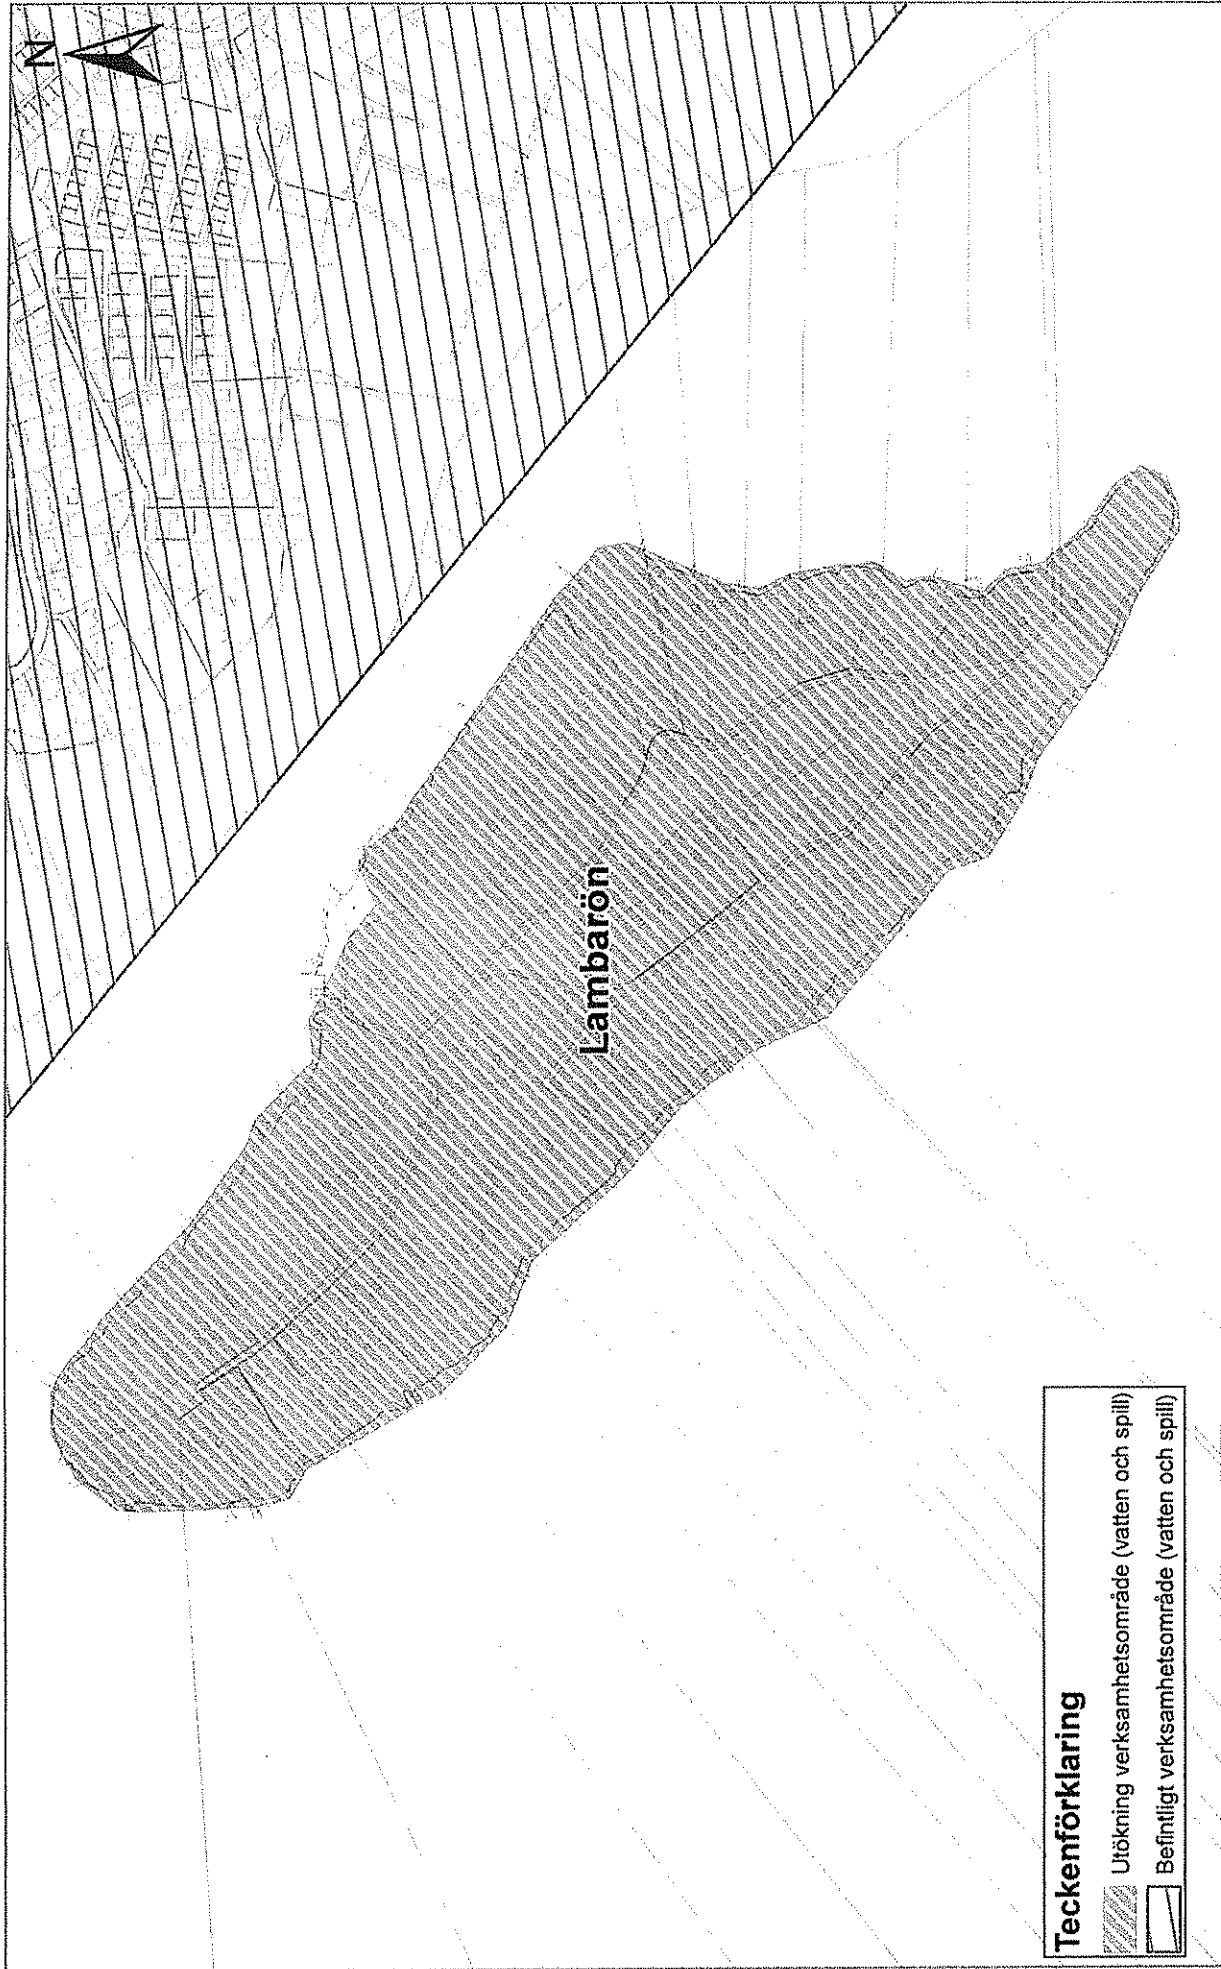 N
Lambarön
Teckenförklaring
Utökning verksamhetsområde (vatten och spill)
Befintligt verksamhetsområde (vatten och spill)